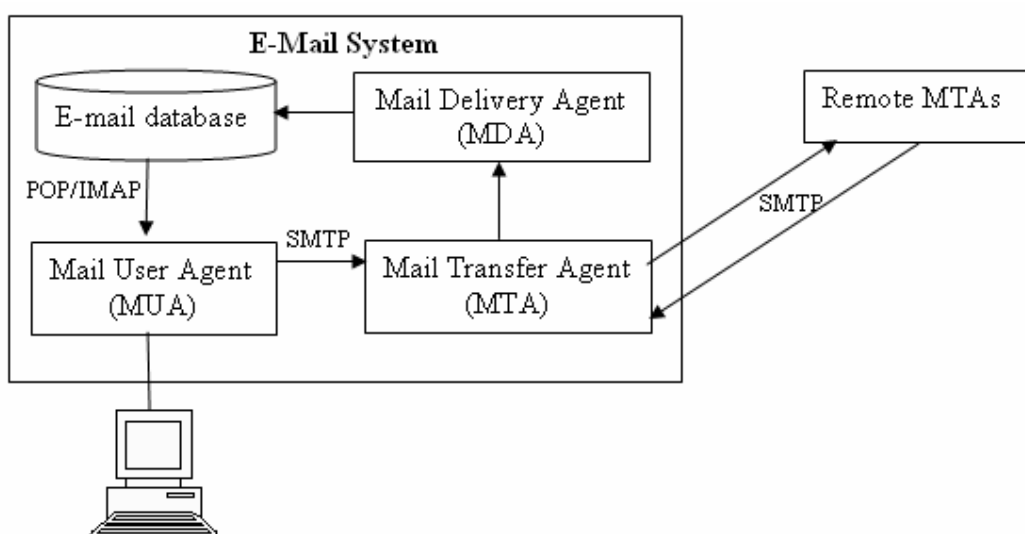 E-Mail System
E-mail database
Mail Delivery Agent
(MDA)
Remote MTAs
POP/IMAP
SMTP
SMTP
Mail User Agent
(MUA)
Mail Transfer Agent
(MTA)